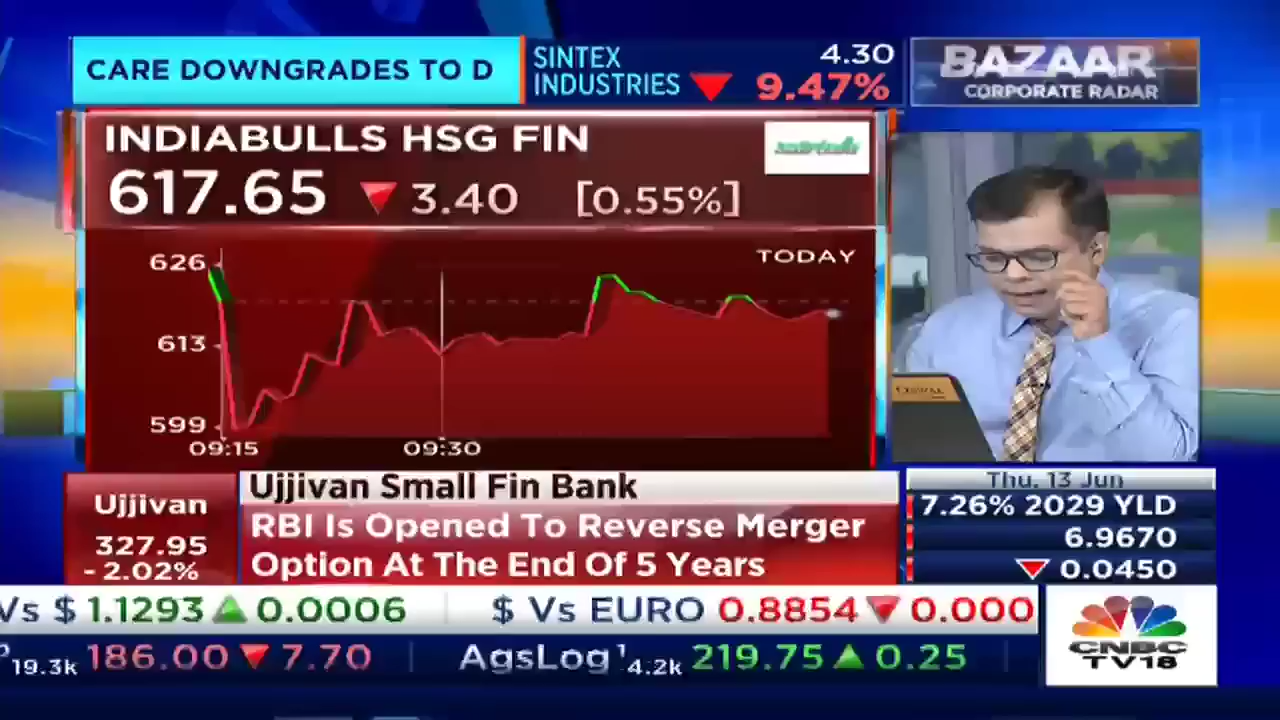 CARE DOWNGRADES TO D
SINTEX
INDUSTRIES
4.30
9.47%
BAZAAR
CORPORATE RADAR
INDIABULLS HSG FIN
617.65 3.40 [0.55%]
TODAY
626
613
599
09:15 09:30
Ujjivan
327.95
- 2.02%
Ujjivan Small Fin Bank
RBI Is Opened To Reverse Merger
Option At The End Of 5 Years
Thu, 13 Jun
7.26% 2029 YLD
6.9670
0.0450
Vs $ 1.1293 0.0006 $ Vs EURO 0.8854 0.000
19.3k 186.00 7.70 AgsLog 4.2k 219.75 0.25
CNBC
TV18